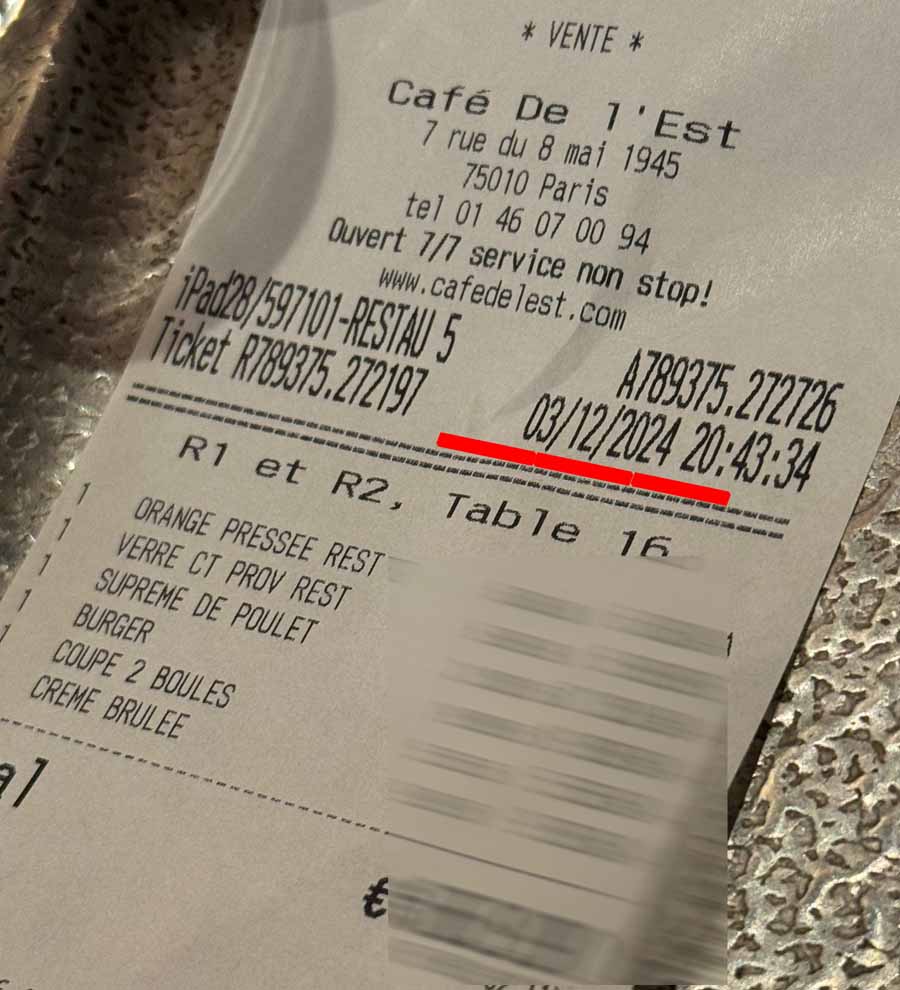 * VENTE *
Café De l'Est
7 rue du 8 mai 1945
75010 Paris
tel 01 46 07 00 94
Ouvert 7/7 service non stop!
www.cafedelest.com
iPad28/597101-RESTAU 5
A789375.272726
Ticket R789375.272197
03/12/2024 20:43:34
R1 et R2, Table 16
1 ORANGE PRESSEE REST
1 VERRE CT PROV REST
1 SUPREME DE POULET
1 BURGER
1 COUPE 2 BOULES
CREME BRULEE
€